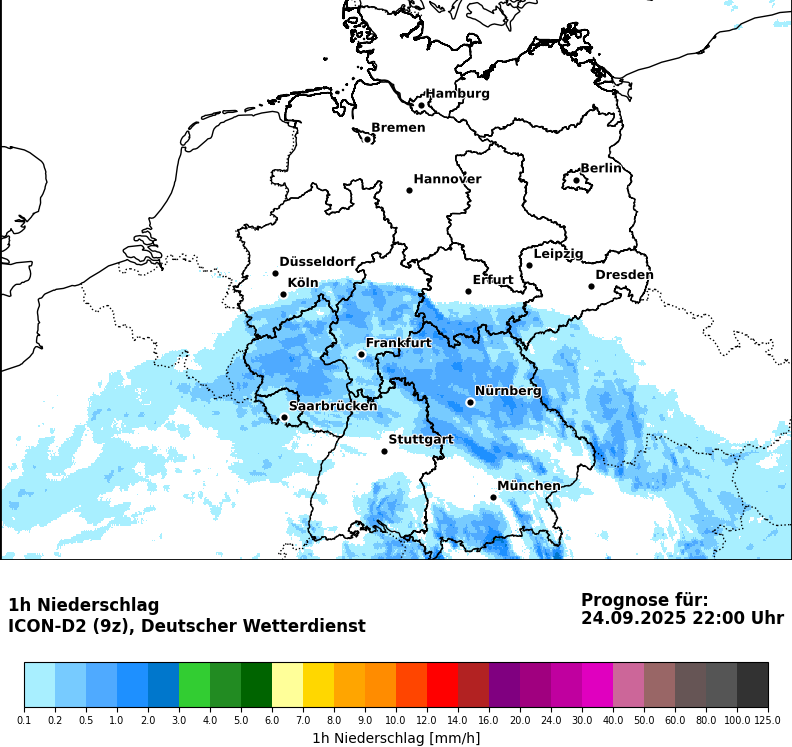 Hamburg
Bremen
Berlin
Hannover
Leipzig
Düsseldorf
Dresden
Köln
Erfurt
Frankfurt
Nürnberg
Saarbrücken
Stuttgart
München
1h Niederschlag
ICON-D2 (9z), Deutscher Wetterdienst
Prognose für:
24.09.2025 22:00 Uhr
0.1 0.2 0.5 1.0 2.0 3.0 4.0 5.0 6.0 7.0 8.0 9.0 10.0 12.0 14.0 16.0 20.0 24.0 30.0 40.0 50.0 60.0 80.0 100.0 125.0
1h Niederschlag [mm/h]